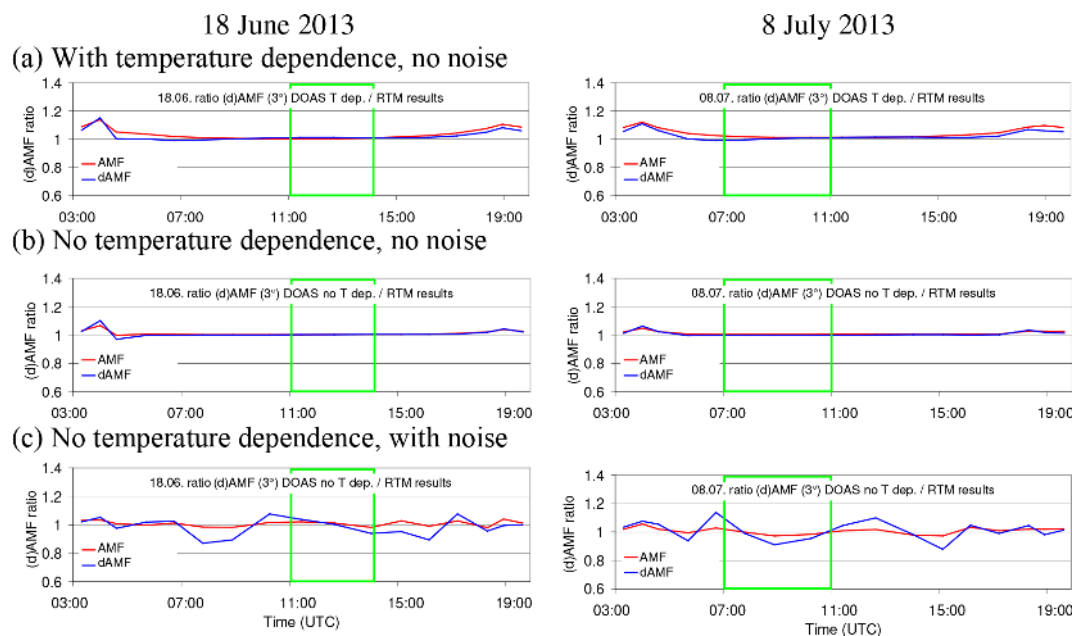 18 June 2013
8 July 2013
(a) With temperature dependence, no noise
(d)AMF ratio
1.4
1.2
1
0.8
0.6
18.06. ratio (d)AMF (3°) DOAS T dep. / RTM results
AMF
dAMF
03:00 07:00 11:00 15:00 19:00
(d)AMF ratio
1.4
1.2
1
0.8
0.6
08.07. ratio (d)AMF (3°) DOAS T dep. / RTM results
AMF
dAMF
03:00 07:00 11:00 15:00 19:00
(b) No temperature dependence, no noise
(d)AMF ratio
1.4
1.2
1
0.8
0.6
18.06. ratio (d)AMF (3°) DOAS no T dep. / RTM results
AMF
dAMF
03:00 07:00 11:00 15:00 19:00
(d)AMF ratio
1.4
1.2
1
0.8
0.6
08.07. ratio (d)AMF (3°) DOAS no T dep. / RTM results
AMF
dAMF
03:00 07:00 11:00 15:00 19:00
(c) No temperature dependence, with noise
(d)AMF ratio
1.4
1.2
1
0.8
0.6
18.06. ratio (d)AMF (3°) DOAS no T dep. / RTM results
AMF
dAMF
03:00 07:00 11:00 15:00 19:00
Time (UTC)
(d)AMF ratio
1.4
1.2
1
0.8
0.6
08.07. ratio (d)AMF (3°) DOAS no T dep. / RTM results
AMF
dAMF
03:00 07:00 11:00 15:00 19:00
Time (UTC)